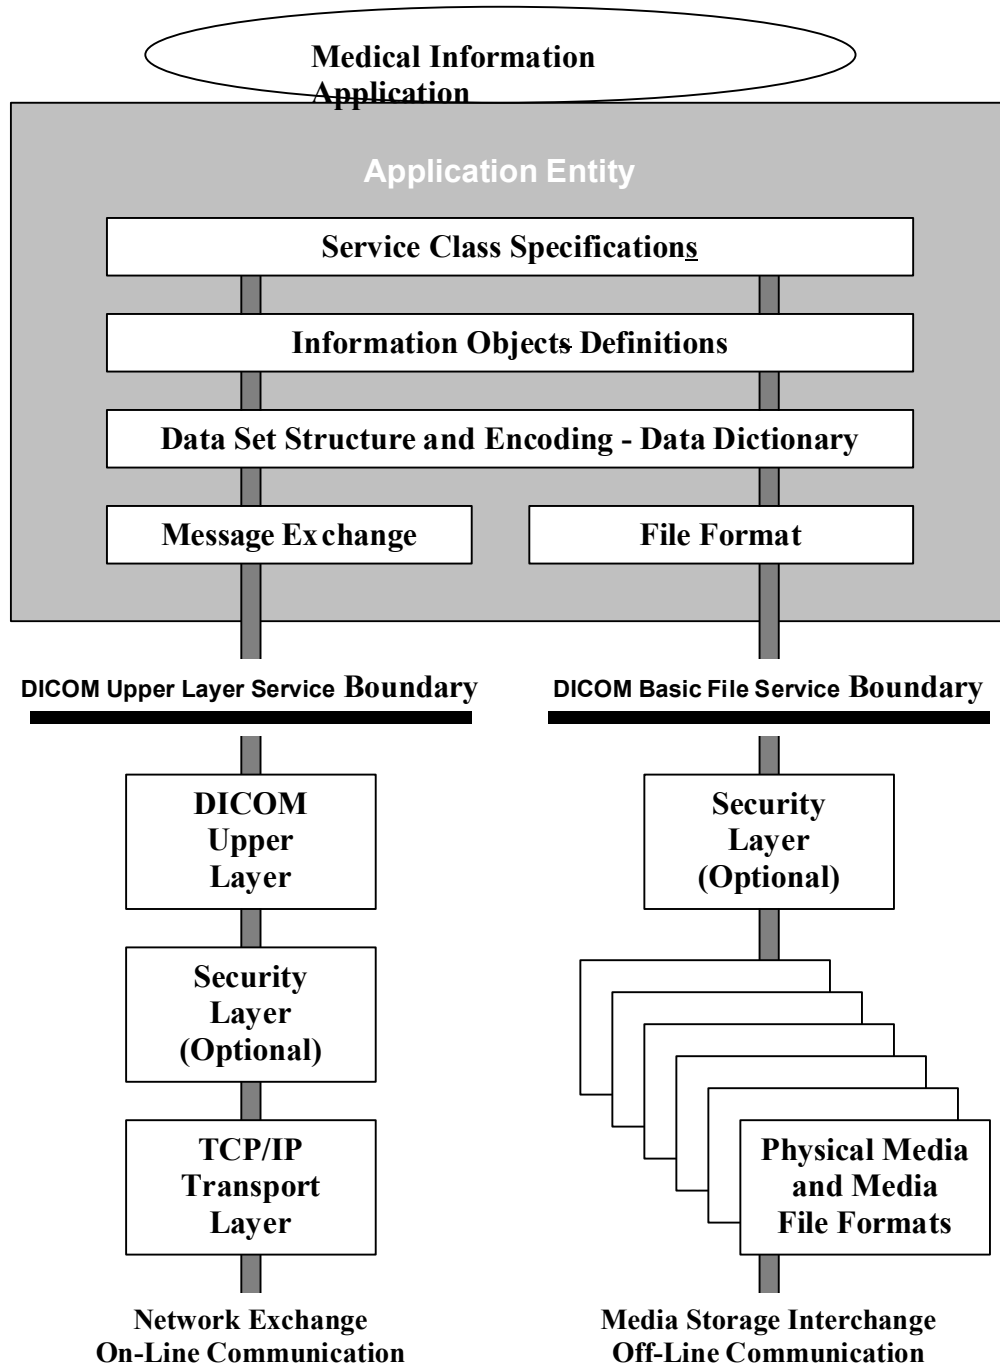 Medical Information
Application
Application Entity
Service Class Specifications
Information Objects Definitions
Data Set Structure and Encoding - Data Dictionary
Message Exchange
File Format
DICOM Upper Layer Service Boundary
DICOM Basic File Service Boundary
DICOM
Upper
Layer
Security
Layer
(Optional)
TCP/IP
Transport
Layer
Network Exchange
On-Line Communication
Security
Layer
(Optional)
Physical Media
and Media
File Formats
Media Storage Interchange
Off-Line Communication